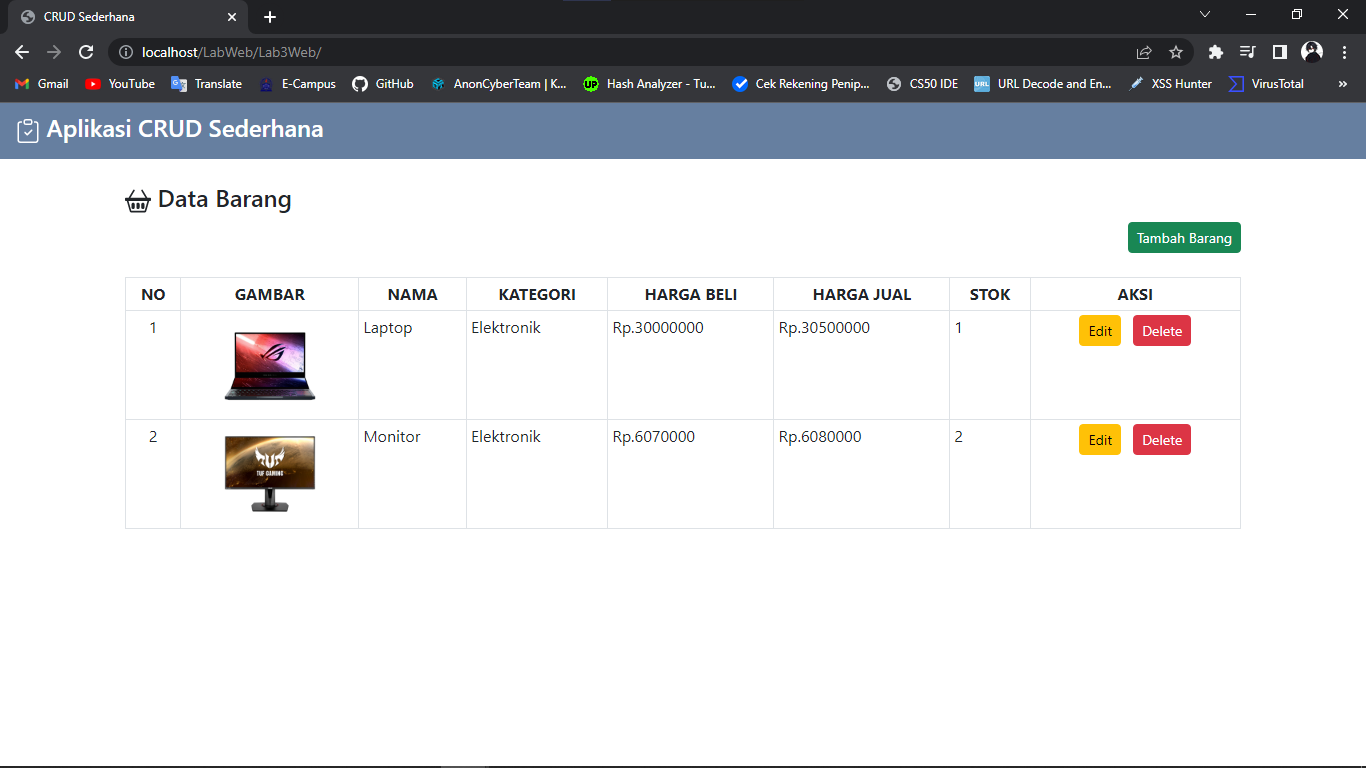 CRUD Sederhana
localhost/LabWeb/Lab3Web/
Gmail YouTube Translate E-Campus GitHub AnonCyberTeam | K... Hash Analyzer - Tu... Cek Rekening Penip... CS50 IDE URL Decode and En... XSS Hunter VirusTotal »
Aplikasi CRUD Sederhana
Data Barang
Tambah Barang
NO GAMBAR NAMA KATEGORI HARGA BELI HARGA JUAL STOK AKSI
1 Laptop Elektronik Rp.30000000 Rp.30500000 1 Edit Delete
2 Monitor Elektronik Rp.6070000 Rp.6080000 2 Edit Delete
TUF GAMING